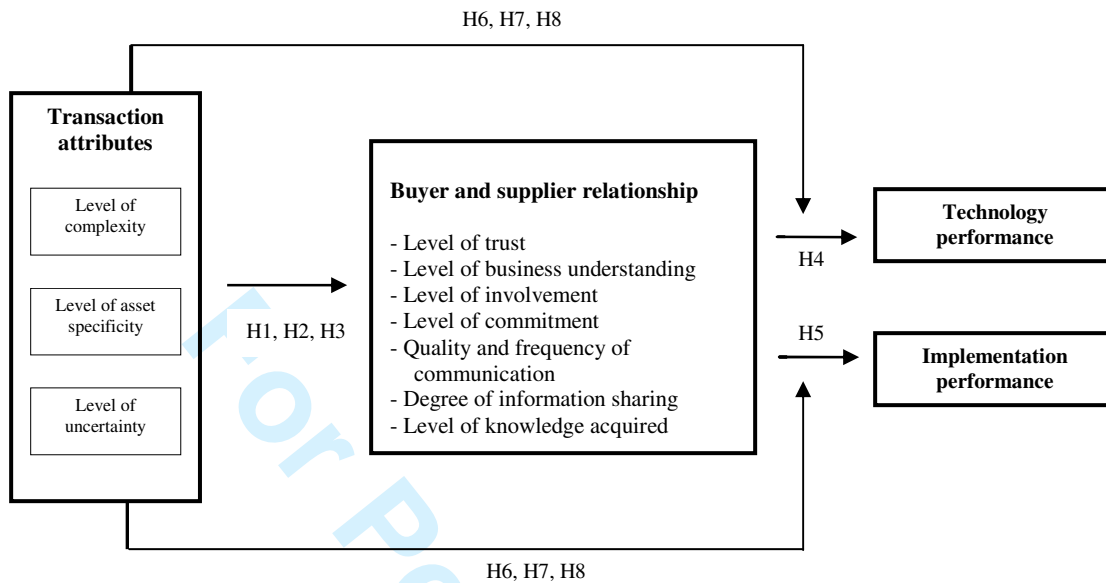 H6, H7, H8
Transaction
attributes
Level of
complexity
Level of asset
specificity
Level of
uncertainty
H1, H2, H3
Buyer and supplier relationship
- Level of trust
- Level of business understanding
- Level of involvement
- Level of commitment
- Quality and frequency of
communication
- Degree of information sharing
- Level of knowledge acquired
H4
H5
Technology
performance
Implementation
performance
H6, H7, H8